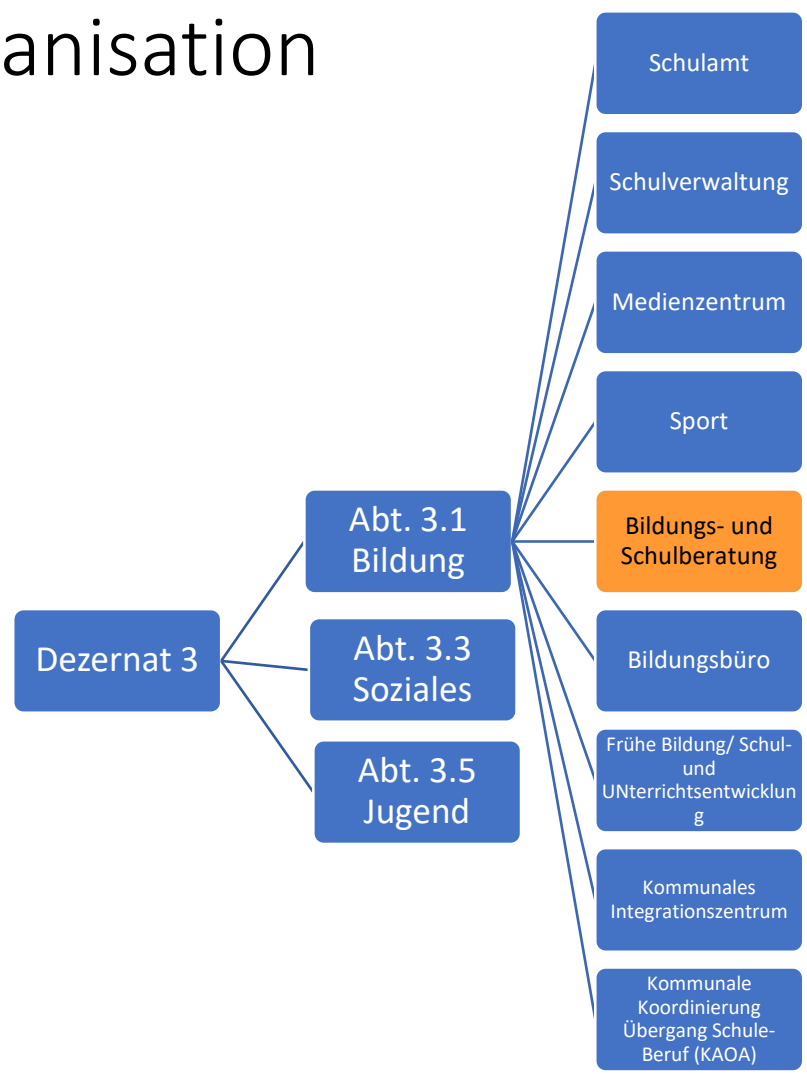 anisation
Dezernat 3
Abt. 3.1
Bildung
Abt. 3.3
Soziales
Abt. 3.5
Jugend
Schulamt
Schulverwaltung
Medienzentrum
Sport
Bildungs- und
Schulberatung
Bildungsbüro
Frühe Bildung/ Schul-
und
UNterrichtsentwicklun
g
Kommunales
Integrationszentrum
Kommunale
Koordinierung
Übergang Schule-
Beruf (KAOA)